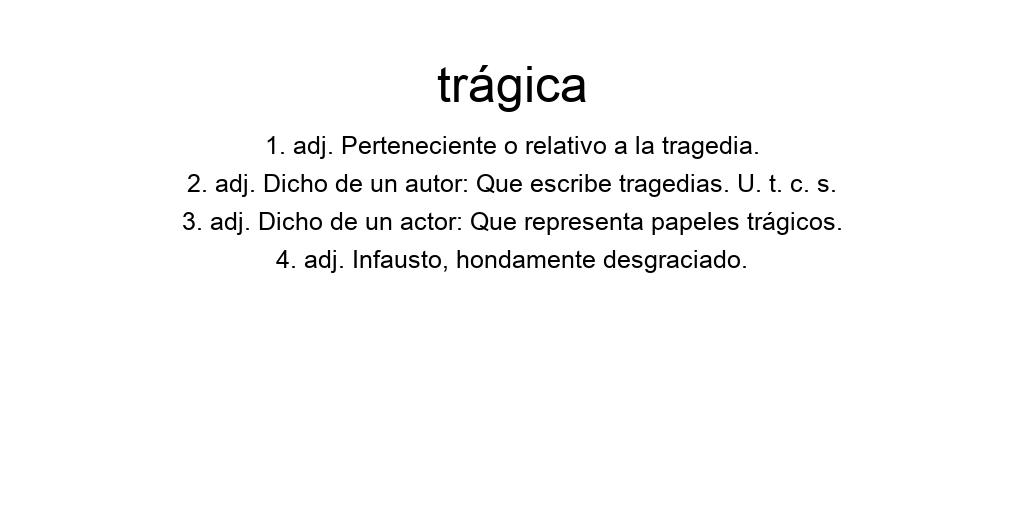 trágica
1. adj. Perteneciente o relativo a la tragedia.
2. adj. Dicho de un autor: Que escribe tragedias. U. t. c. s.
3. adj. Dicho de un actor: Que representa papeles trágicos.
4. adj. Infausto, hondamente desgraciado.